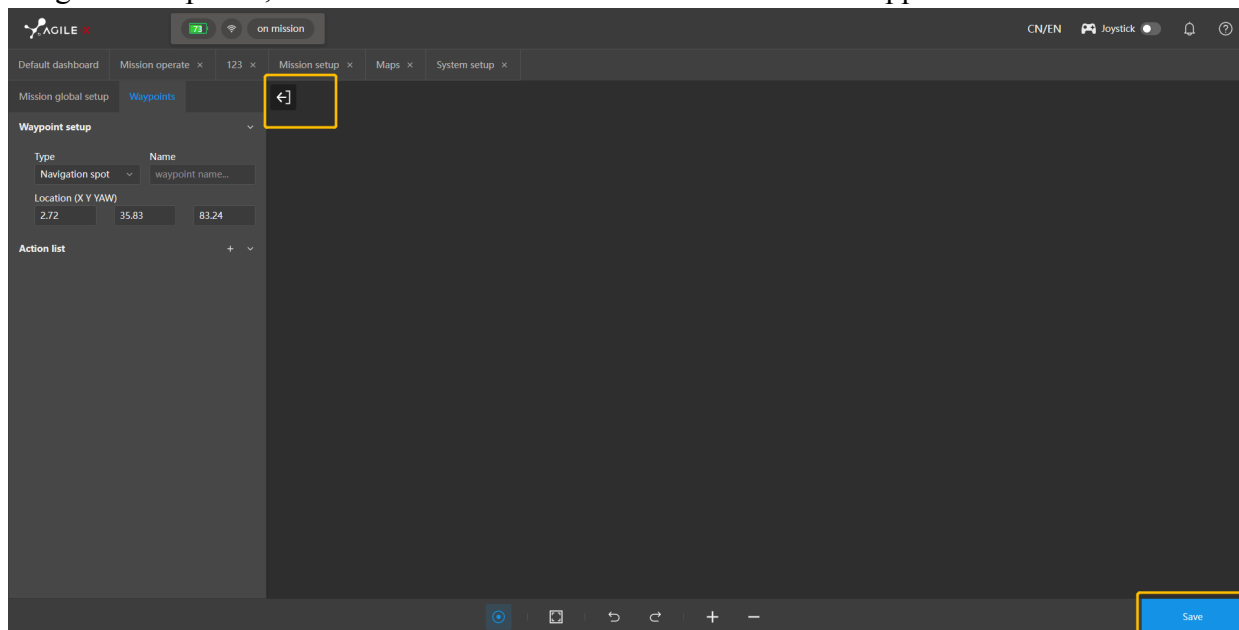 AGILE X
73
on mission
CN/EN
Joystick
Default dashboard
Mission operate ×
123 ×
Mission setup ×
Maps ×
System setup ×
Mission global setup
Waypoints
Waypoint setup
Type
Name
Navigation spot
waypoint name...
Location (X Y YAW)
2.72
35.83
83.24
Action list
Save